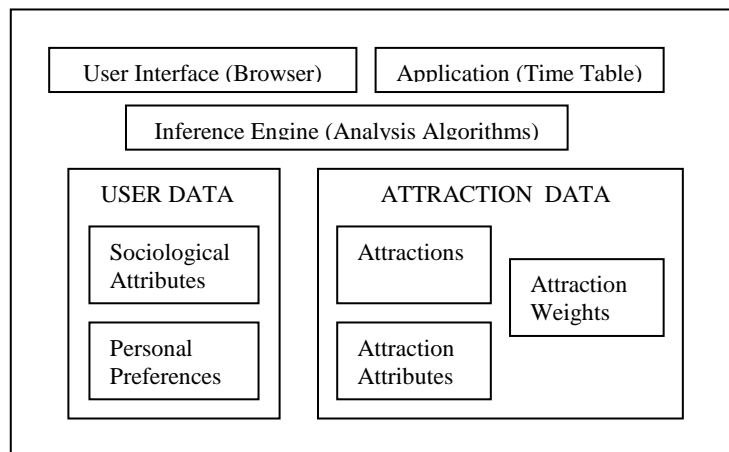 User Interface (Browser)
Application (Time Table)
Inference Engine (Analysis Algorithms)
USER DATA
Sociological
Attributes
Personal
Preferences
ATTRACTION DATA
Attractions
Attraction
Attributes
Attraction
Weights